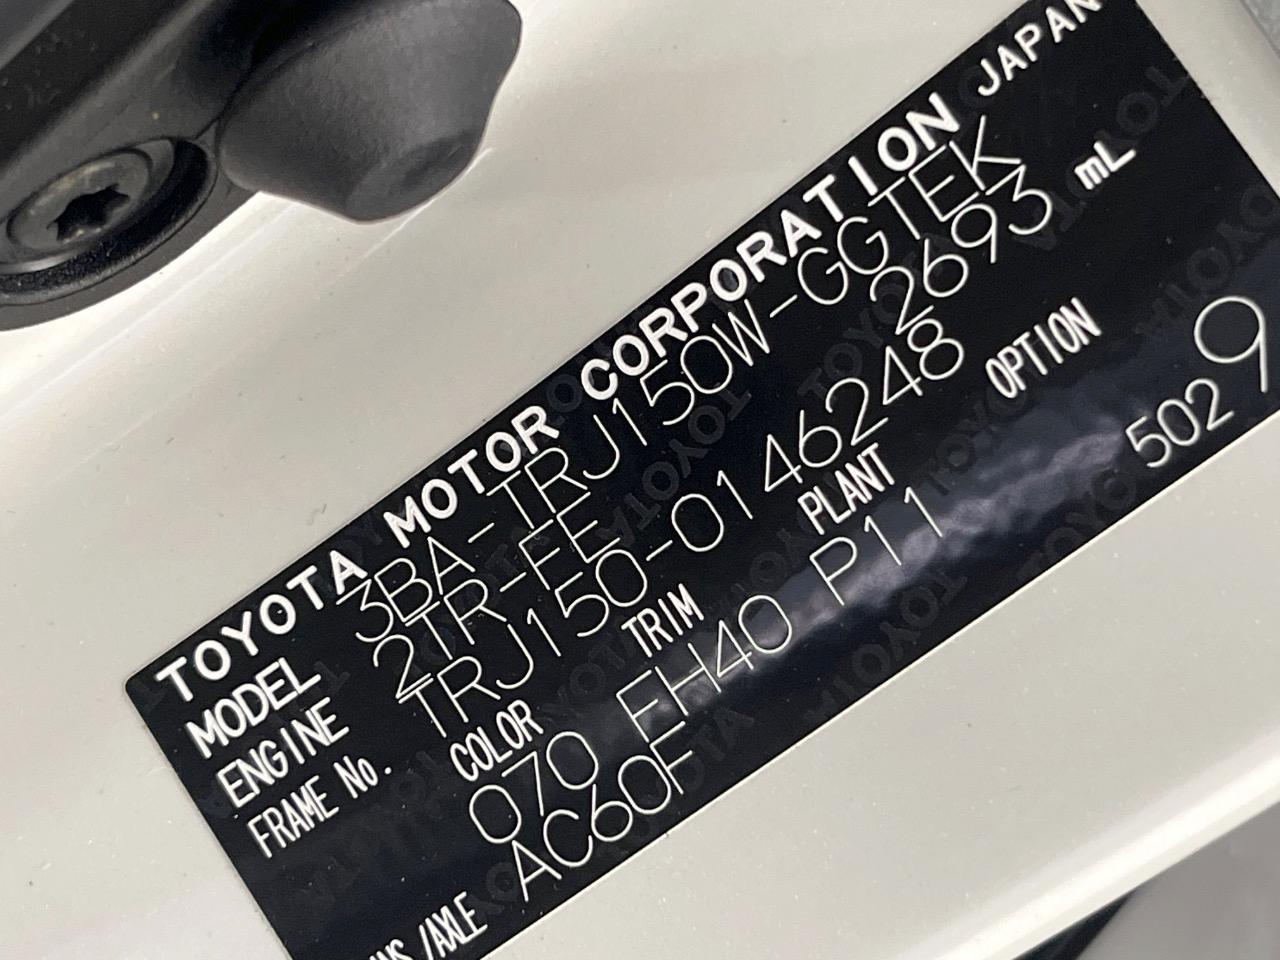 TOYOTA MOTOR CORPORATION JAPAN
MODEL 3BA-TRJ150W-GGTEK
ENGINE 2TR-FE 2693 mL
FRAME No. TRJ150-0146248
COLOR TRIM PLANT OPTION
070 FH40 P11
/AXLE AC60F
5029